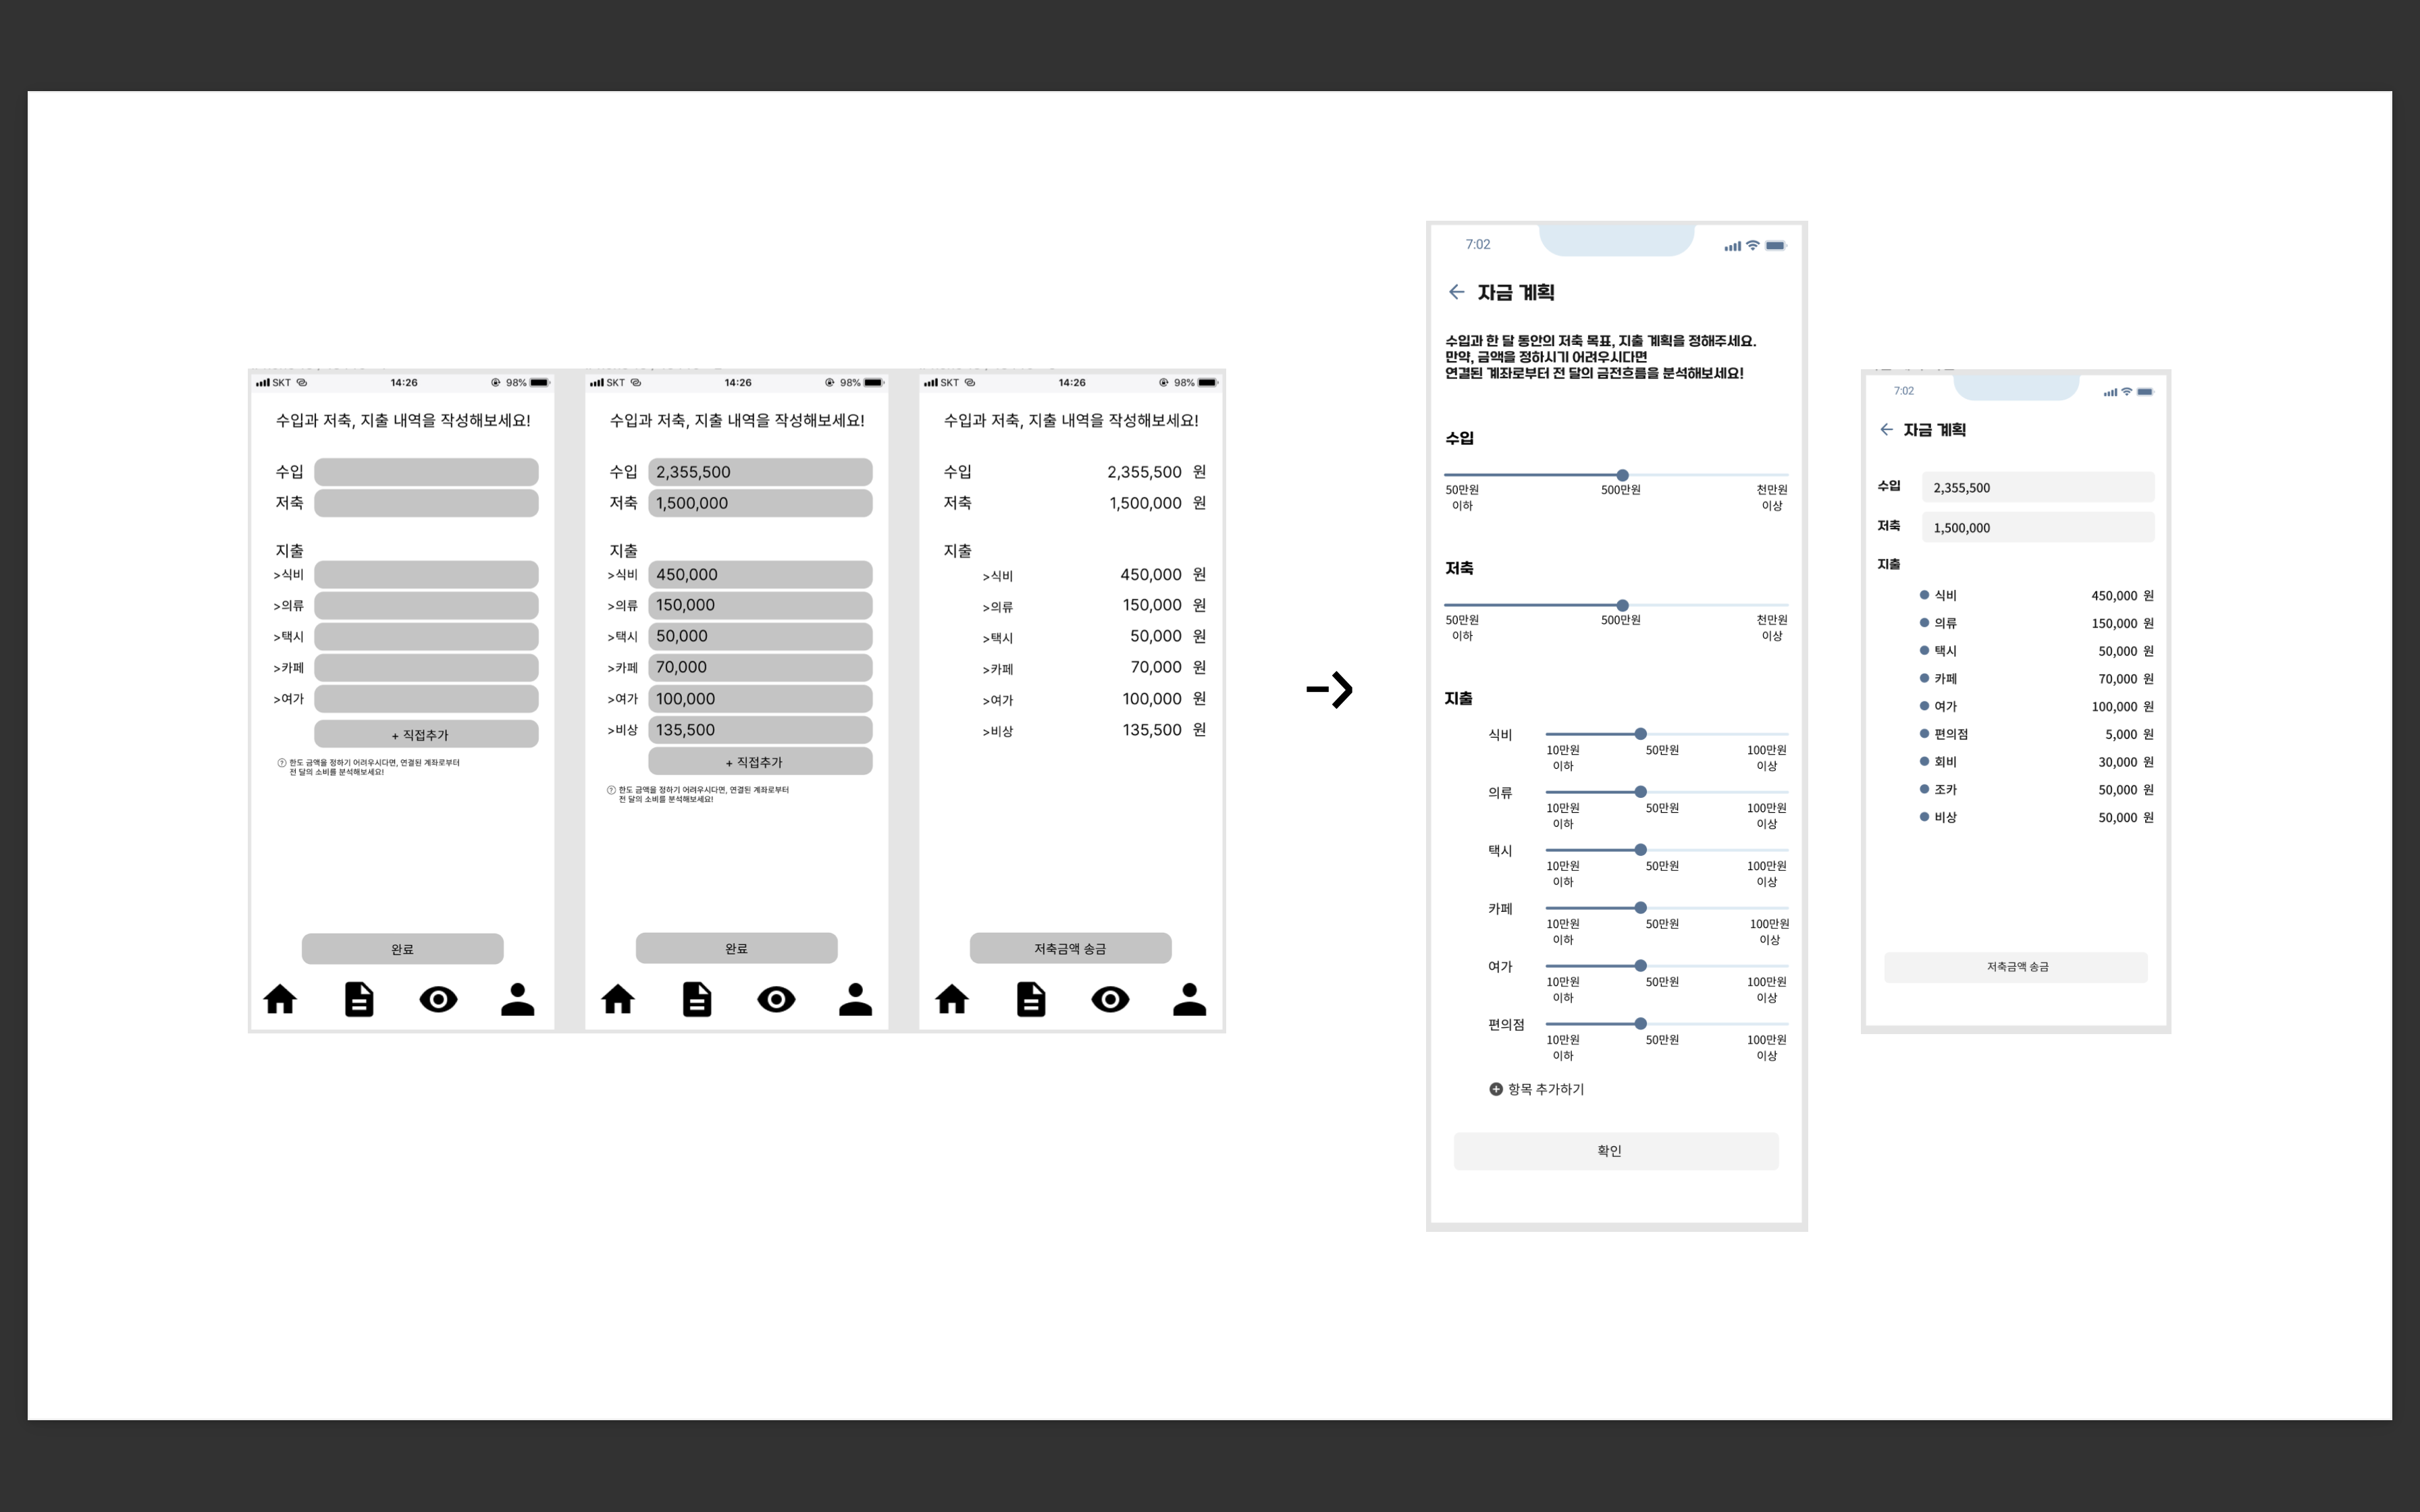 SKT 14:26 98%
수입과 저축, 지출 내역을 작성해보세요!
수입
저축
지출
>식비
>의류
>택시
>카페
>여가
+ 직접추가
? 한도 금액을 정하기 어려우시다면, 연결된 계좌로부터
전 달의 소비를 분석해보세요!
완료
SKT 14:26 98%
수입과 저축, 지출 내역을 작성해보세요!
수입 2,355,500
저축 1,500,000
지출
>식비 450,000
>의류 150,000
>택시 50,000
>카페 70,000
>여가 100,000
>비상 135,500
+ 직접추가
? 한도 금액을 정하기 어려우시다면, 연결된 계좌로부터
전 달의 소비를 분석해보세요!
완료
SKT 14:26 98%
수입과 저축, 지출 내역을 작성해보세요!
수입 2,355,500 원
저축 1,500,000 원
지출
>식비 450,000 원
>의류 150,000 원
>택시 50,000 원
>카페 70,000 원
>여가 100,000 원
>비상 135,500 원
저축금액 송금
7:02
자금 계획
수입과 한 달 동안의 저축 목표, 지출 계획을 정해주세요.
만약, 금액을 정하시기 어려우시다면
연결된 계좌로부터 전 달의 금전흐름을 분석해보세요!
수입
50만원 500만원 천만원
이하 이상
저축
50만원 500만원 천만원
이하 이상
지출
식비
10만원 50만원 100만원
이하 이상
의류
10만원 50만원 100만원
이하 이상
택시
10만원 50만원 100만원
이하 이상
카페
10만원 50만원 100만원
이하 이상
여가
10만원 50만원 100만원
이하 이상
편의점
10만원 50만원 100만원
이하 이상
항목 추가하기
확인
7:02
자금 계획
수입 2,355,500
저축 1,500,000
지출
식비 450,000 원
의류 150,000 원
택시 50,000 원
카페 70,000 원
여가 100,000 원
편의점 5,000 원
회비 30,000 원
조카 50,000 원
비상 50,000 원
저축금액 송금